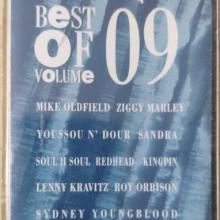 BEST
OF 09
VOLUME
MIKE OLDFIELD ZIGGY MARLEY
YOUSSOU N' DOUR SANDRA
SOUL II SOUL REDHEAD KINGPIN
LENNY KRAVITZ ROY ORBISON
SYDNEY YOUNGBLOOD